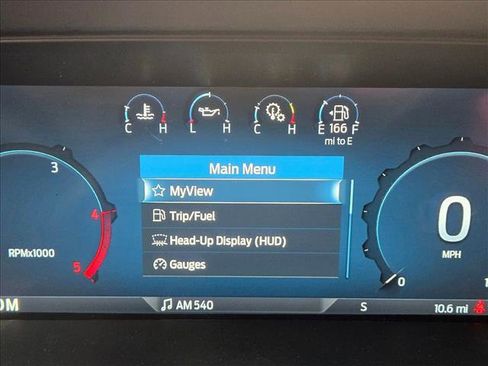 C H L H C H E 166 F
mi to E
Main Menu
MyView
Trip/Fuel
Head-Up Display (HUD)
Gauges
3
4
5
RPMx1000
0
MPH
0
AM 540
S
10.6 mi